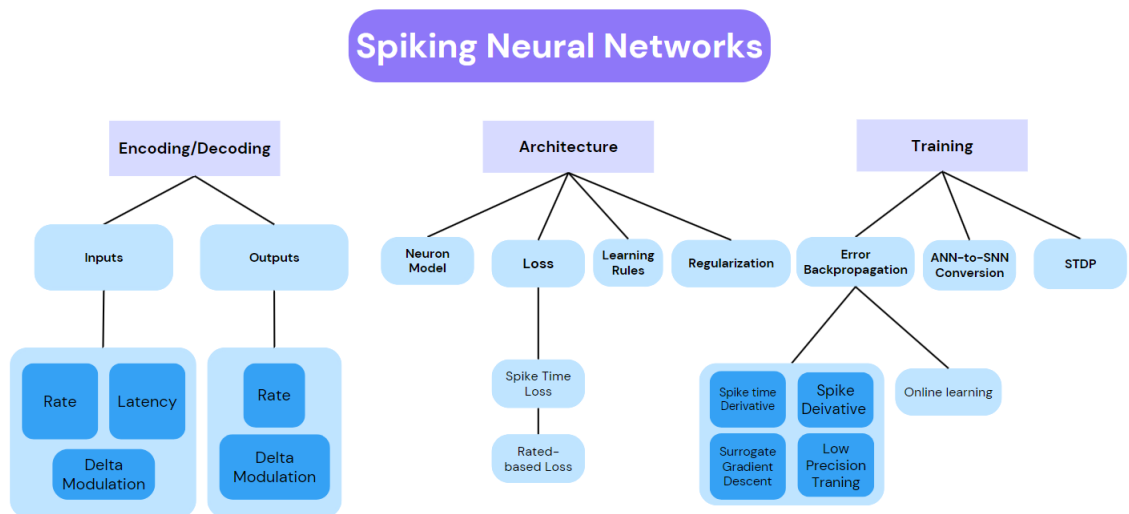 Spiking Neural Networks
Encoding/Decoding
Architecture
Training
Inputs
Outputs
Neuron
Model
Loss
Learning
Rules
Regularization
Error
Backpropagation
ANN-to-SNN
Conversion
STDP
Rate
Latency
Delta
Modulation
Rate
Delta
Modulation
Spike Time
Loss
Rated-
based Loss
Spike time
Derivative
Spike
Deivative
Surrogate
Gradient
Descent
Low
Precision
Traning
Online learning